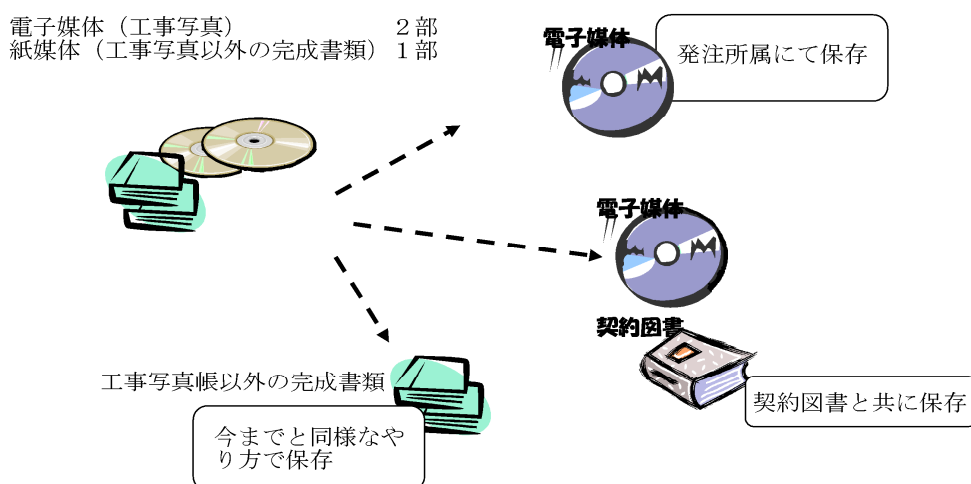 電子媒体（工事写真）　　　　　　２部
紙媒体（工事写真以外の完成書類）１部
電子媒体
発注所属にて保存
電子媒体
契約図書
契約図書と共に保存
工事写真帳以外の完成書類
今までと同様なや
り方で保存